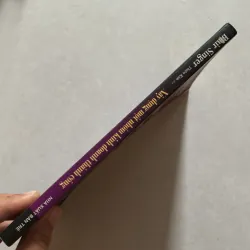 Blair Singer
Xây dựng một nhóm kinh doanh thành công
NHÀ XUẤT BẢN TRẺ